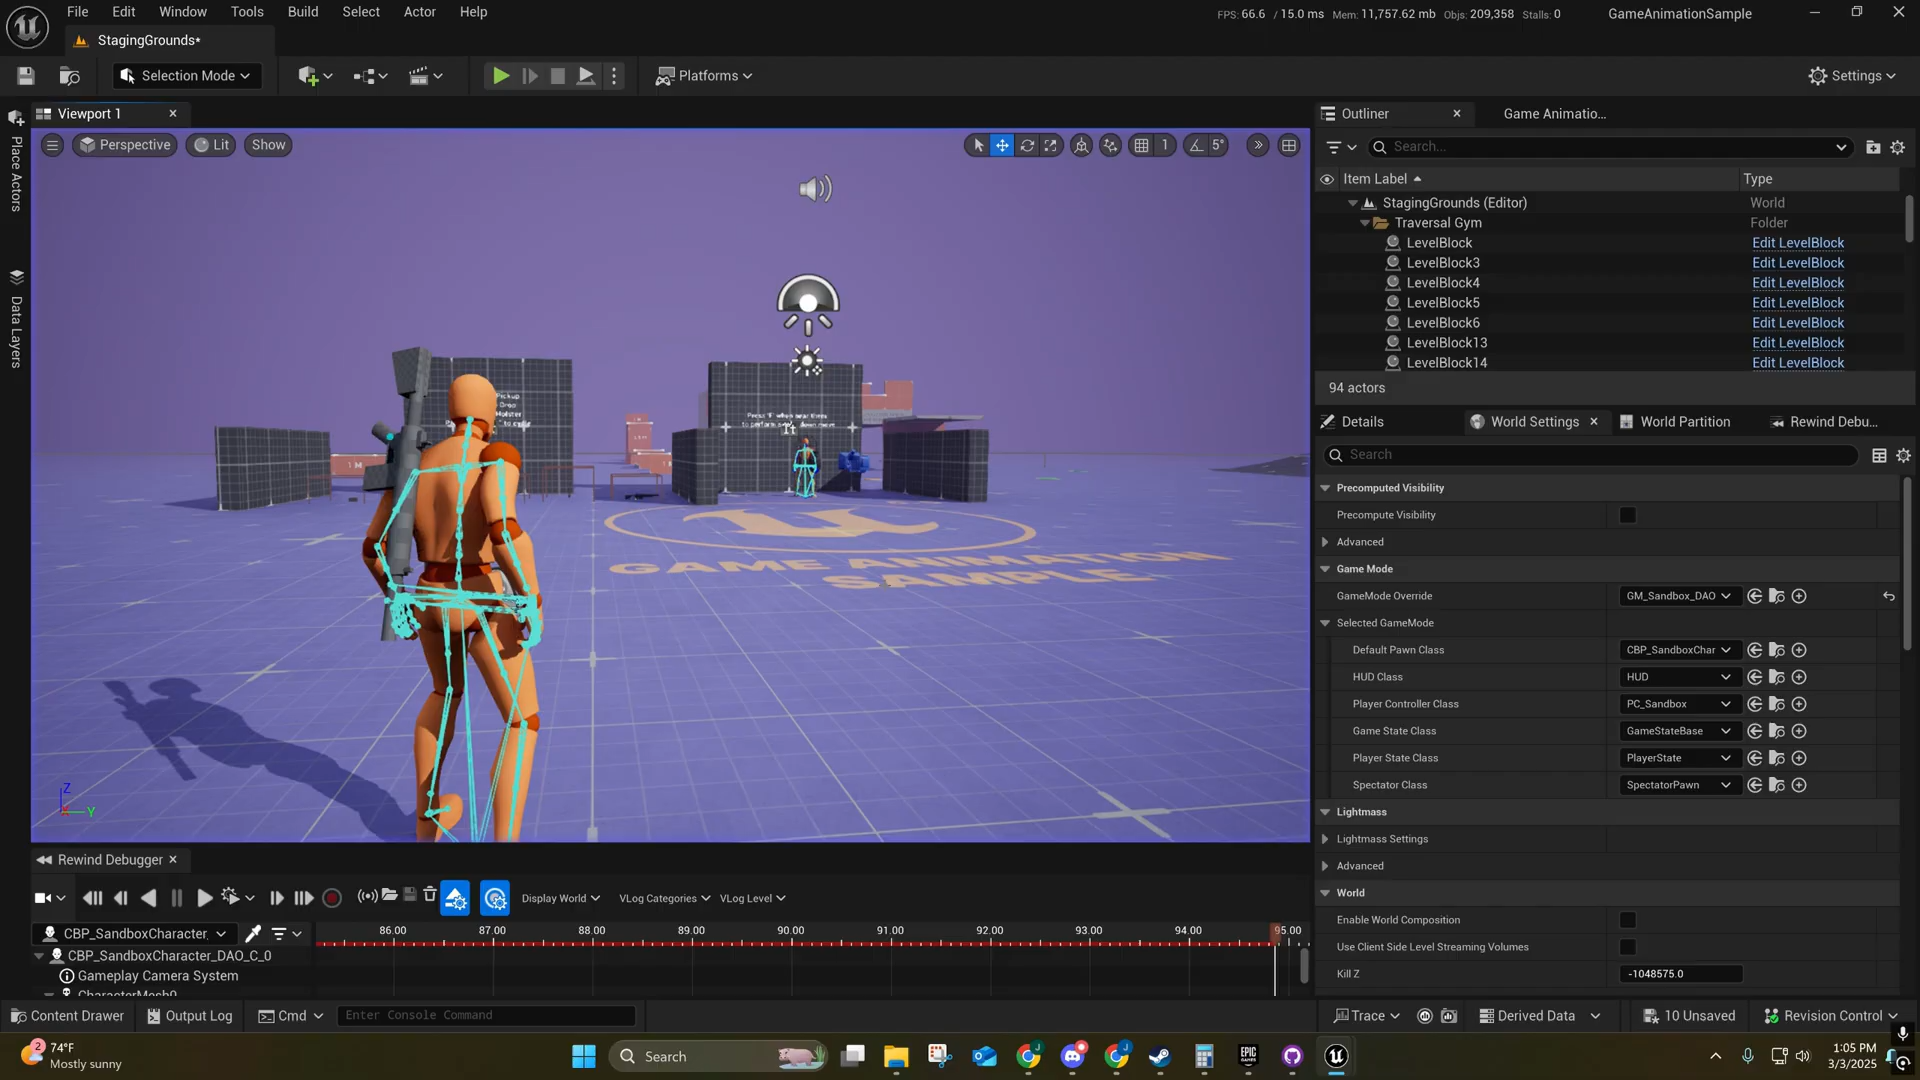 File Edit Window Tools Build Select Actor Help
FPS: 66.6 / 15.0 ms Mem: 11,757.62 mb Objs: 209,358 Stalls: 0
GameAnimationSample
StagingGrounds*
Selection Mode
Platforms
Settings
Viewport 1
Outliner
Game Animatio...
Place Actors
Data Layers
Perspective
Lit
Show
1
5°
Search...
Item Label
Type
StagingGrounds (Editor) World
Traversal Gym Folder
LevelBlock Edit LevelBlock
LevelBlock3 Edit LevelBlock
LevelBlock4 Edit LevelBlock
LevelBlock5 Edit LevelBlock
LevelBlock6 Edit LevelBlock
LevelBlock13 Edit LevelBlock
LevelBlock14 Edit LevelBlock
94 actors
Pickup
Drop
Holster
1 M
GAME ANIMATION
SAMPLE
Details
World Settings
World Partition
Rewind Debu...
Search
Precomputed Visibility
Precompute Visibility
Advanced
Game Mode
GameMode Override GM_Sandbox_DAO
Selected GameMode
Default Pawn Class CBP_SandboxChar
HUD Class HUD
Player Controller Class PC_Sandbox
Game State Class GameStateBase
Player State Class PlayerState
Spectator Class SpectatorPawn
Lightmass
Lightmass Settings
Advanced
World
Enable World Composition
Use Client Side Level Streaming Volumes
Kill Z -1048575.0
Z
Y
Rewind Debugger
Display World
VLog Categories
VLog Level
CBP_SandboxCharacter_
86.00 87.00 88.00 89.00 90.00 91.00 92.00 93.00 94.00 95.00
CBP_SandboxCharacter_DAO_C_0
Gameplay Camera System
CharacterMesh0
Content Drawer
Output Log
Cmd
Enter Console Command
Trace
Derived Data
10 Unsaved
Revision Control
2
74°F
Mostly sunny
Search
EPIC GAMES
1:05 PM
3/3/2025